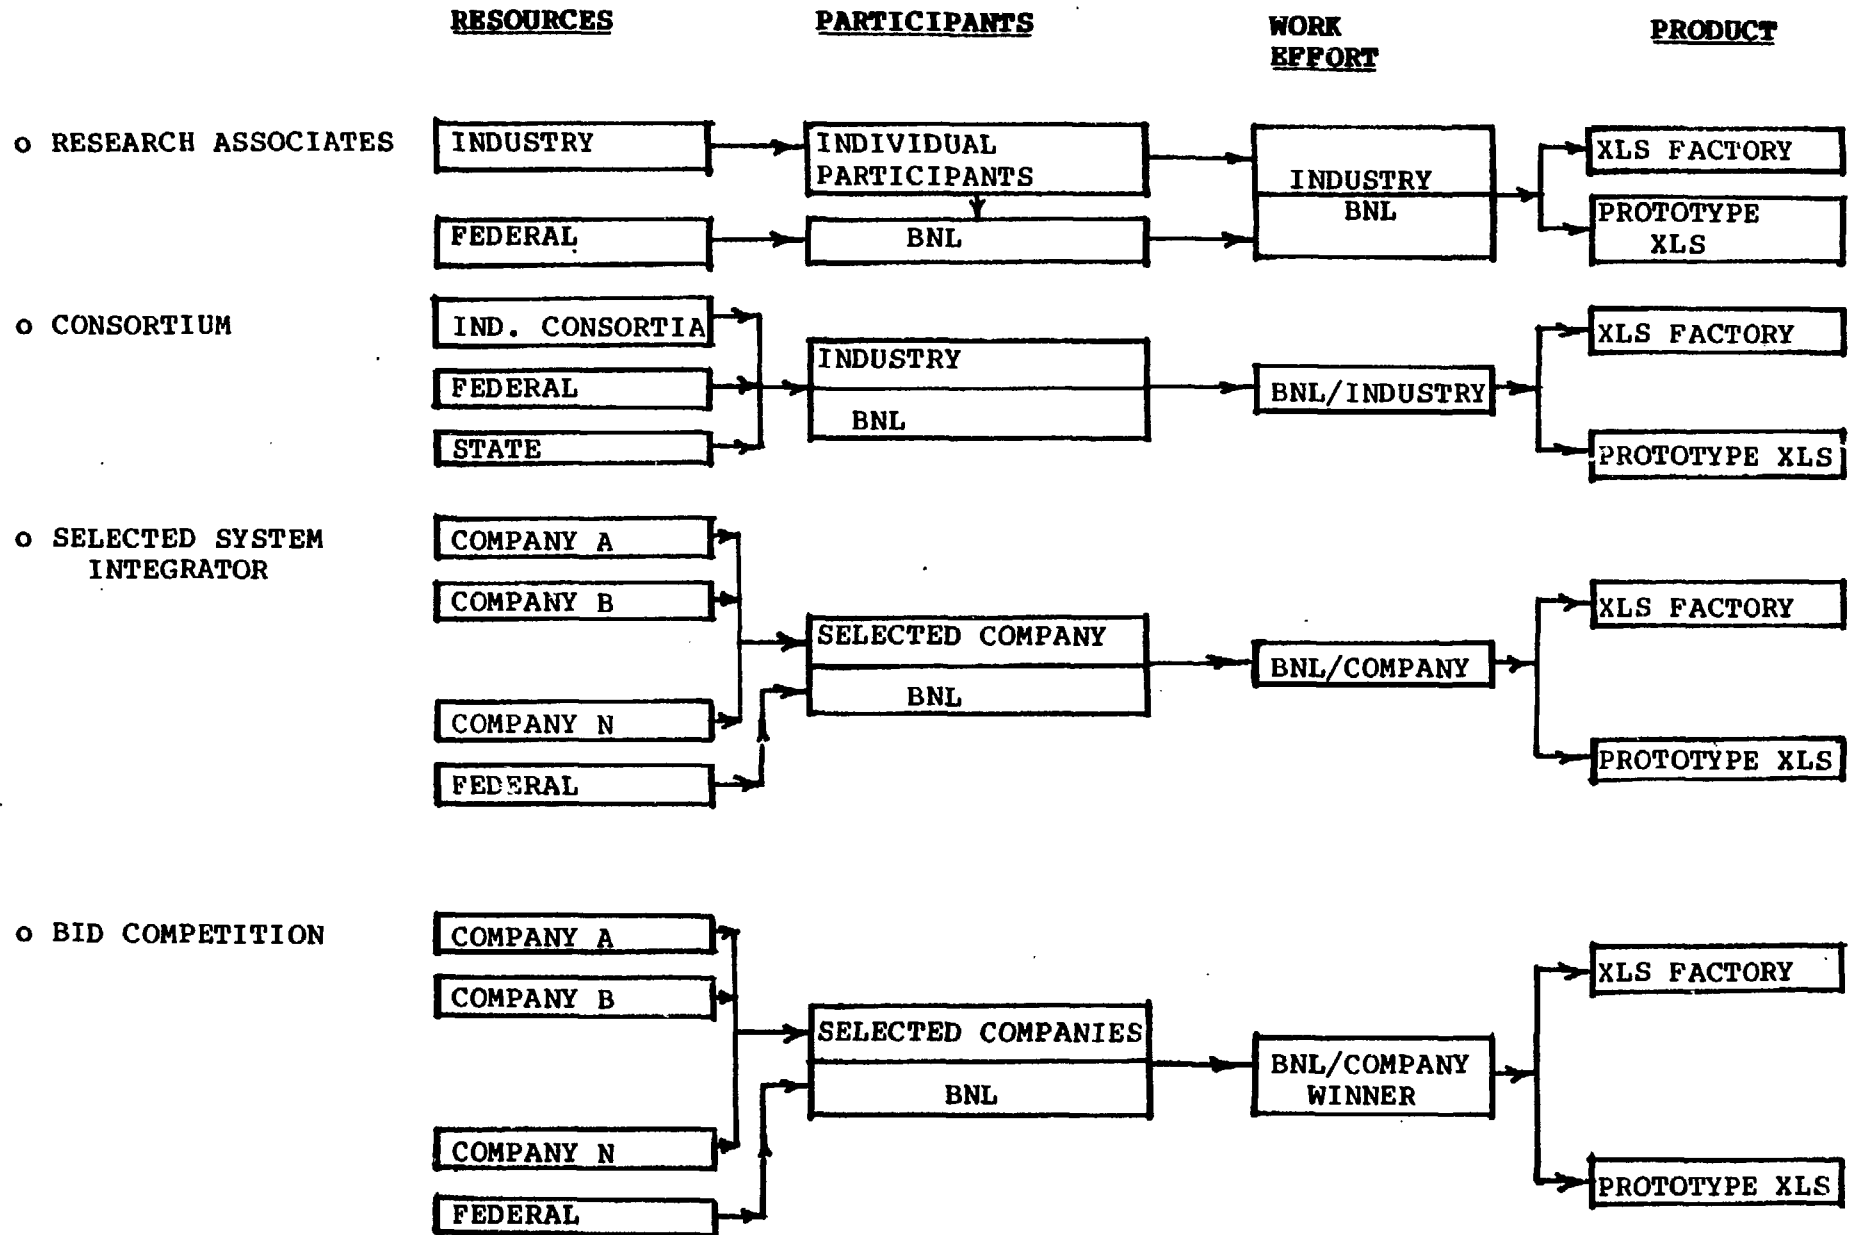 RESOURCES
PARTICIPANTS
WORK
EFFORT
PRODUCT
o RESEARCH ASSOCIATES
INDUSTRY
INDIVIDUAL
PARTICIPANTS
INDUSTRY
BNL
XLS FACTORY
FEDERAL
BNL
PROTOTYPE
XLS
o CONSORTIUM
IND. CONSORTIA
FEDERAL
STATE
INDUSTRY
BNL
BNL/INDUSTRY
XLS FACTORY
PROTOTYPE XLS
o SELECTED SYSTEM
INTEGRATOR
COMPANY A
COMPANY B
COMPANY N
FEDERAL
SELECTED COMPANY
BNL
BNL/COMPANY
XLS FACTORY
PROTOTYPE XLS
o BID COMPETITION
COMPANY A
COMPANY B
COMPANY N
FEDERAL
SELECTED COMPANIES
BNL
BNL/COMPANY
WINNER
XLS FACTORY
PROTOTYPE XLS